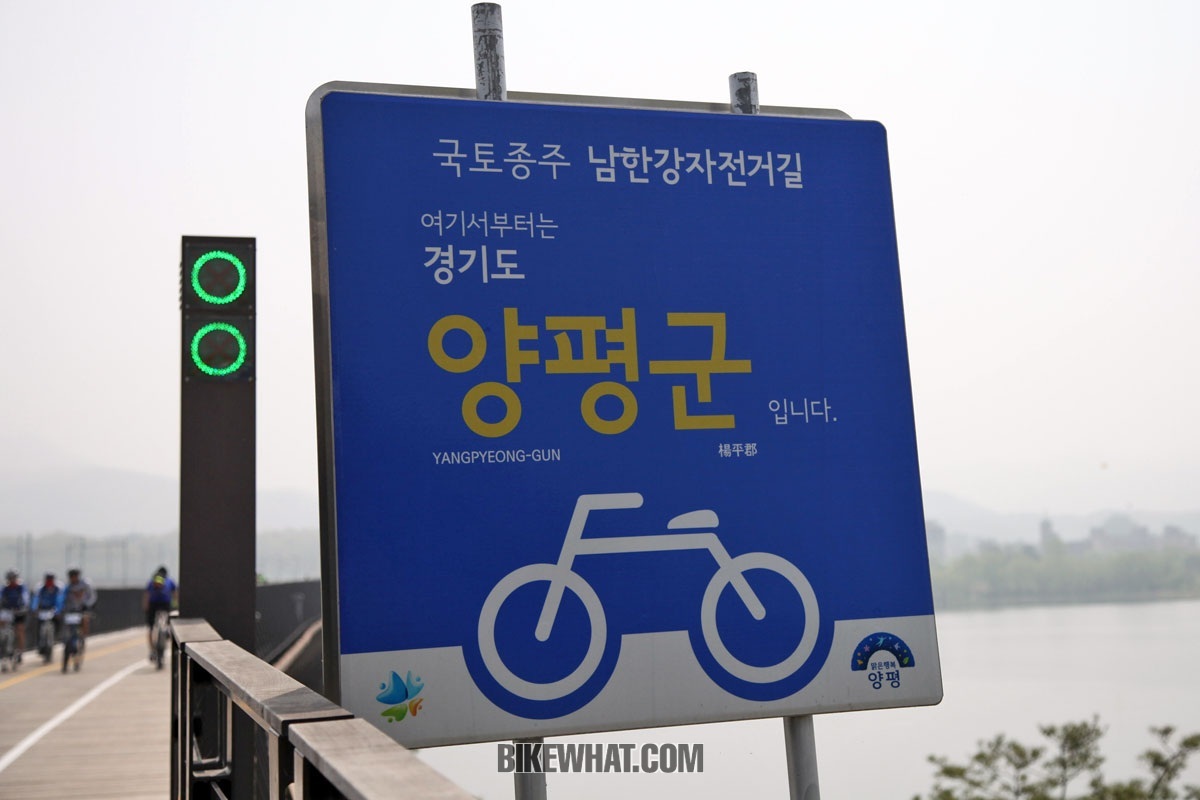 국토종주 남한강자전거길
여기서부터는
경기도
양평군 입니다.
YANGPYEONG-GUN 楊平郡
맑은행복
양평
BIKEWHAT.COM